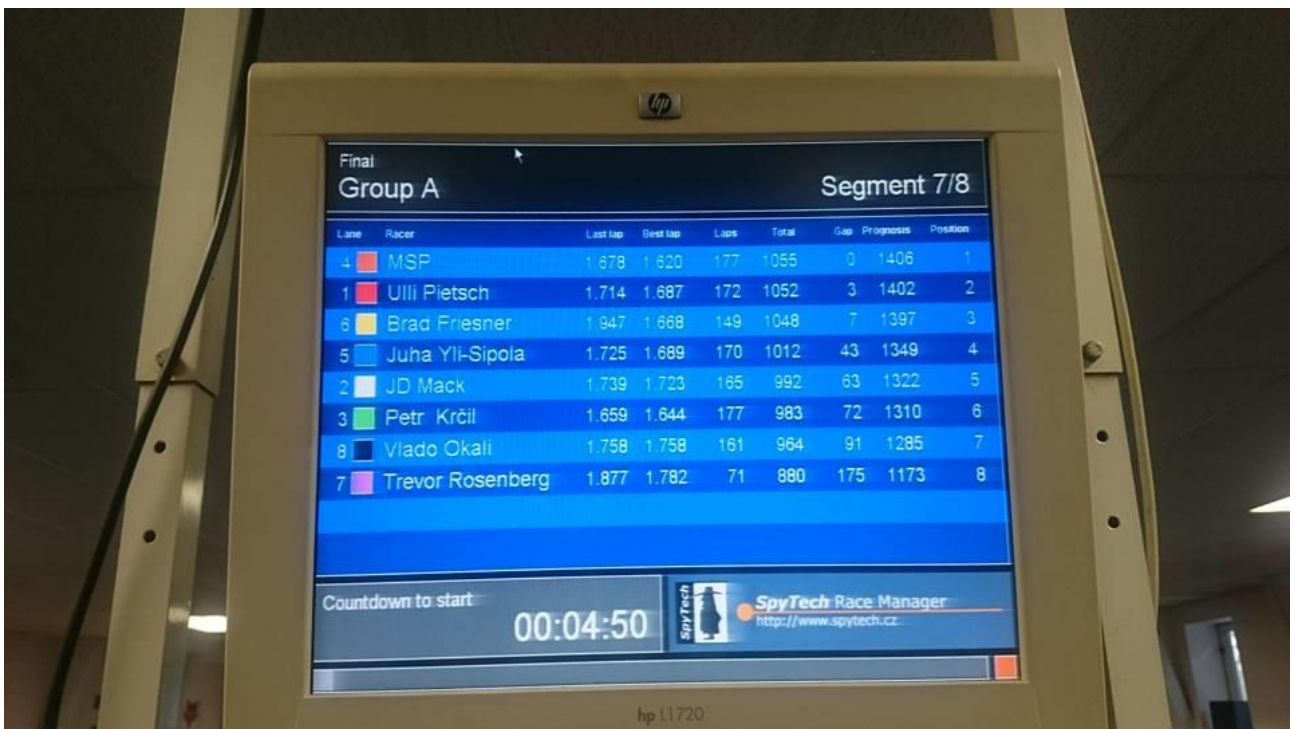 hp
Final
Group A Segment 7/8
Lane Racer Last lap Best lap Laps Total Gap Prognosis Position
4 MSP 1.678 1.620 177 1055 0 1406 1
1 Ulli Pietsch 1.714 1.687 172 1052 3 1402 2
6 Brad Friesner 1.947 1.668 149 1048 7 1397 3
5 Juha Yli-Sipola 1.725 1.689 170 1012 43 1349 4
2 JD Mack 1.739 1.723 165 992 63 1322 5
3 Petr Krčil 1.659 1.644 177 983 72 1310 6
8 Vlado Okali 1.758 1.758 161 964 91 1285 7
7 Trevor Rosenberg 1.877 1.782 71 880 175 1173 8
Countdown to start
00:04:50
SpyTech
SpyTech Race Manager
http://www.spytech.cz
hp L1720